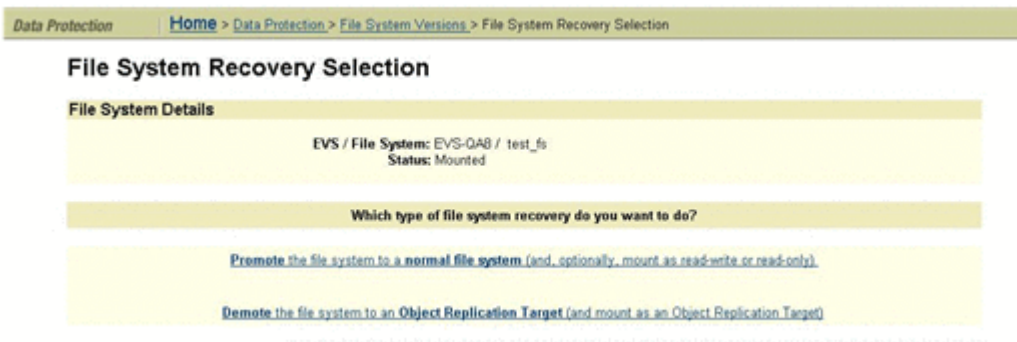 Data Protection Home > Data Protection > File System Versions > File System Recovery Selection
File System Recovery Selection
File System Details
EVS / File System: EVS-QA8 / test_fs
Status: Mounted
Which type of file system recovery do you want to do?
Promote the file system to a normal file system (and, optionally, mount as read-write or read-only).
Demote the file system to an Object Replication Target (and mount as an Object Replication Target)